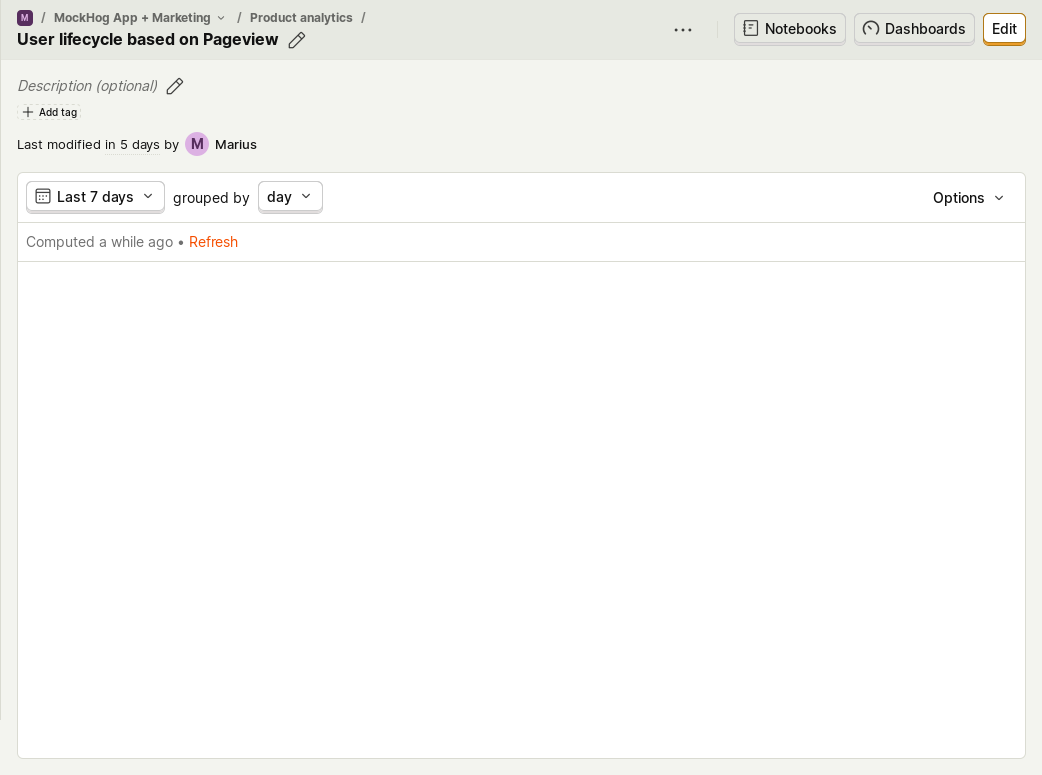 M / MockHog App + Marketing / Product analytics /
User lifecycle based on Pageview
Notebooks
Dashboards
Edit
Description (optional)
Add tag
Last modified in 5 days by M Marius
Last 7 days grouped by day
Options
Computed a while ago • Refresh